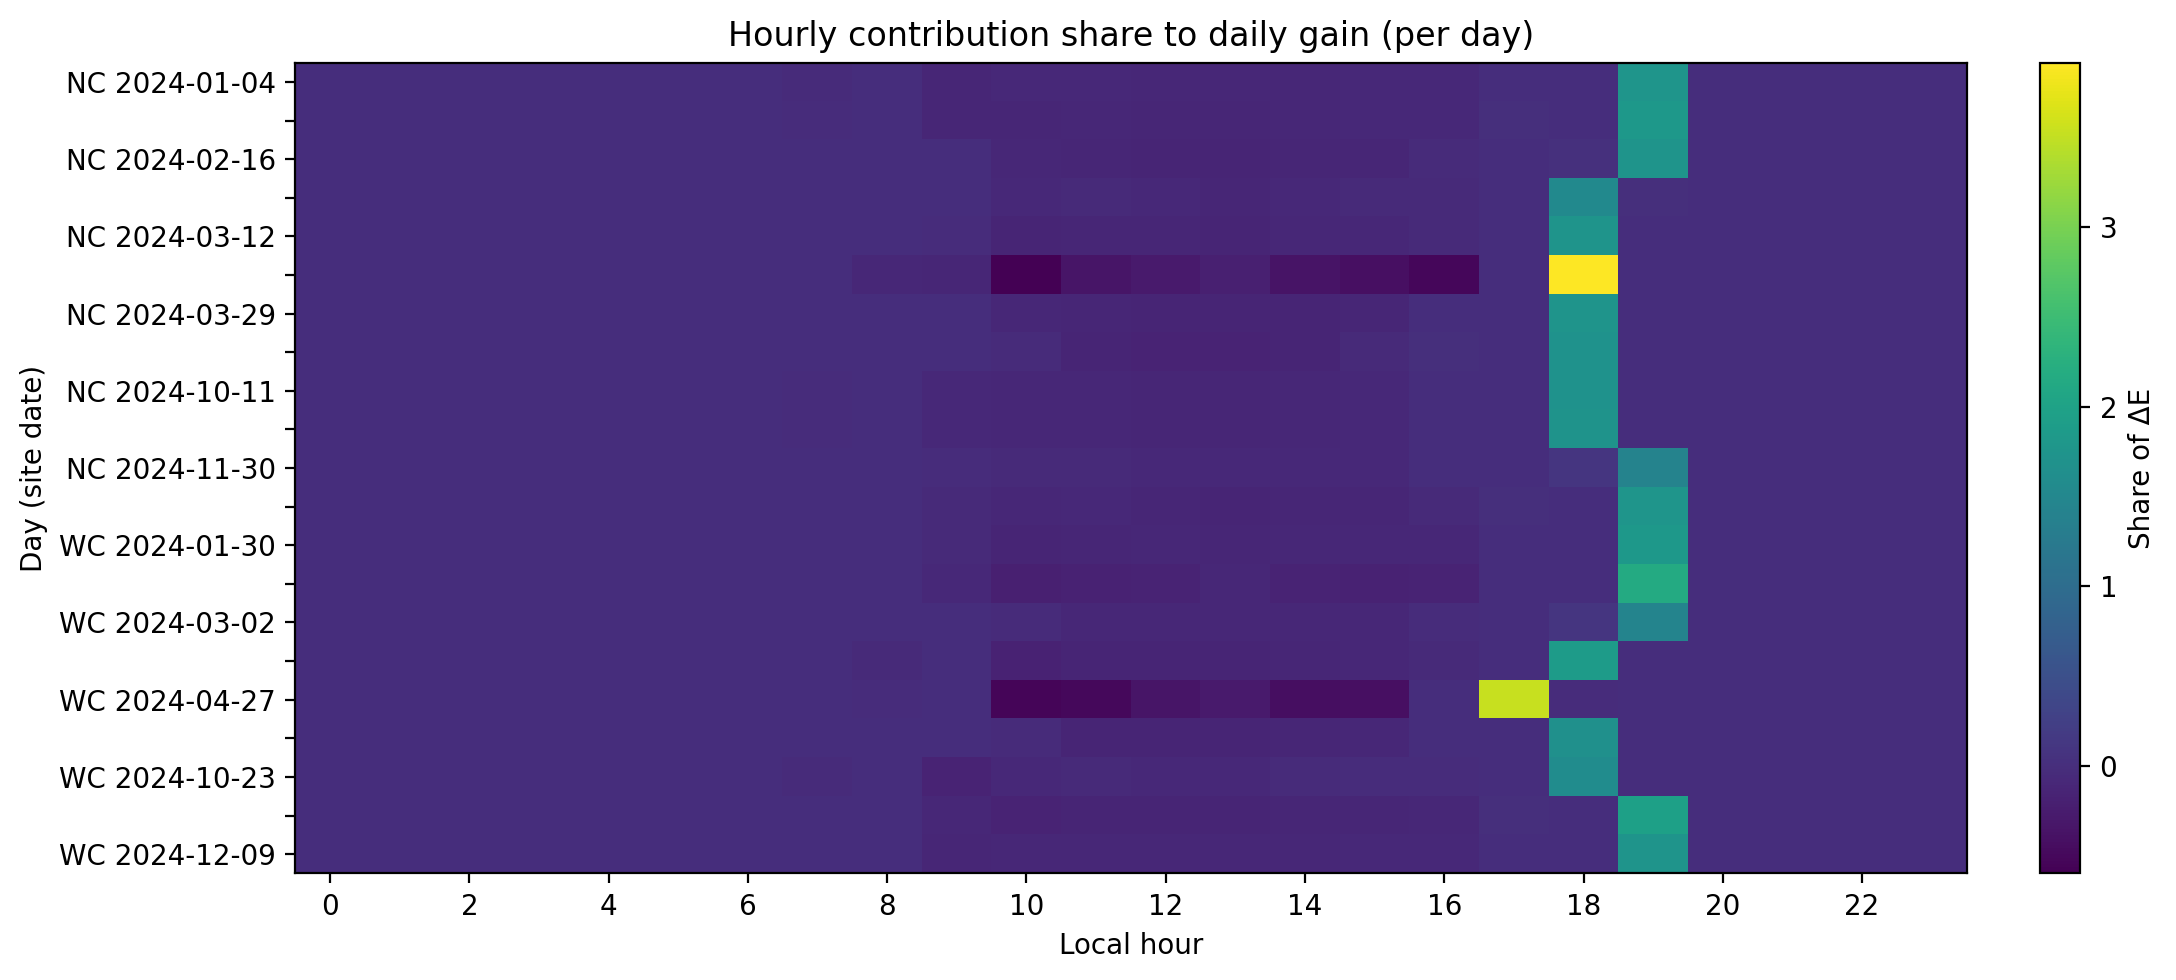 Hourly contribution share to daily gain (per day)
Day (site date)
NC 2024-01-04
NC 2024-02-16
NC 2024-03-12
NC 2024-03-29
NC 2024-10-11
NC 2024-11-30
WC 2024-01-30
WC 2024-03-02
WC 2024-04-27
WC 2024-10-23
WC 2024-12-09
0 2 4 6 8 10 12 14 16 18 20 22
Local hour
3
2
1
0
Share of ΔE